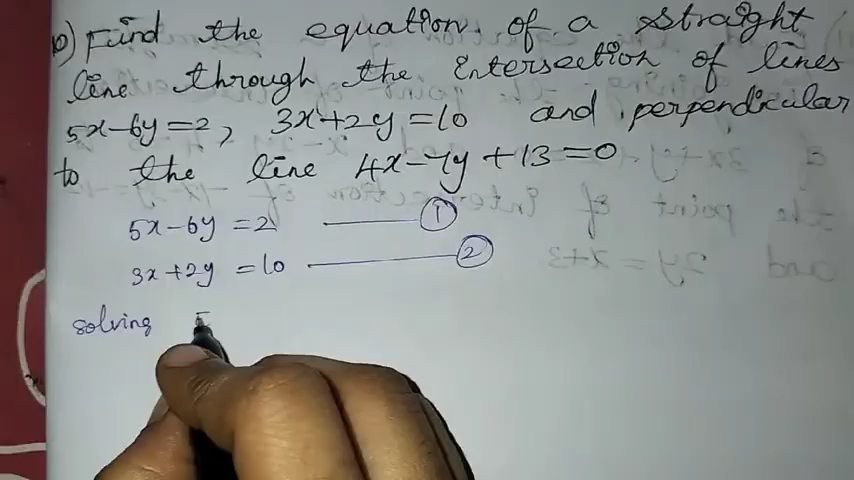 10) Find the equation of a straight
line through the intersection of lines
5x-6y=2, 3x+2y=10 and perpendicular
to the line 4x-7y+13=0.
5x-6y=2 ——— ①
3x+2y=10 ——— ②
solving